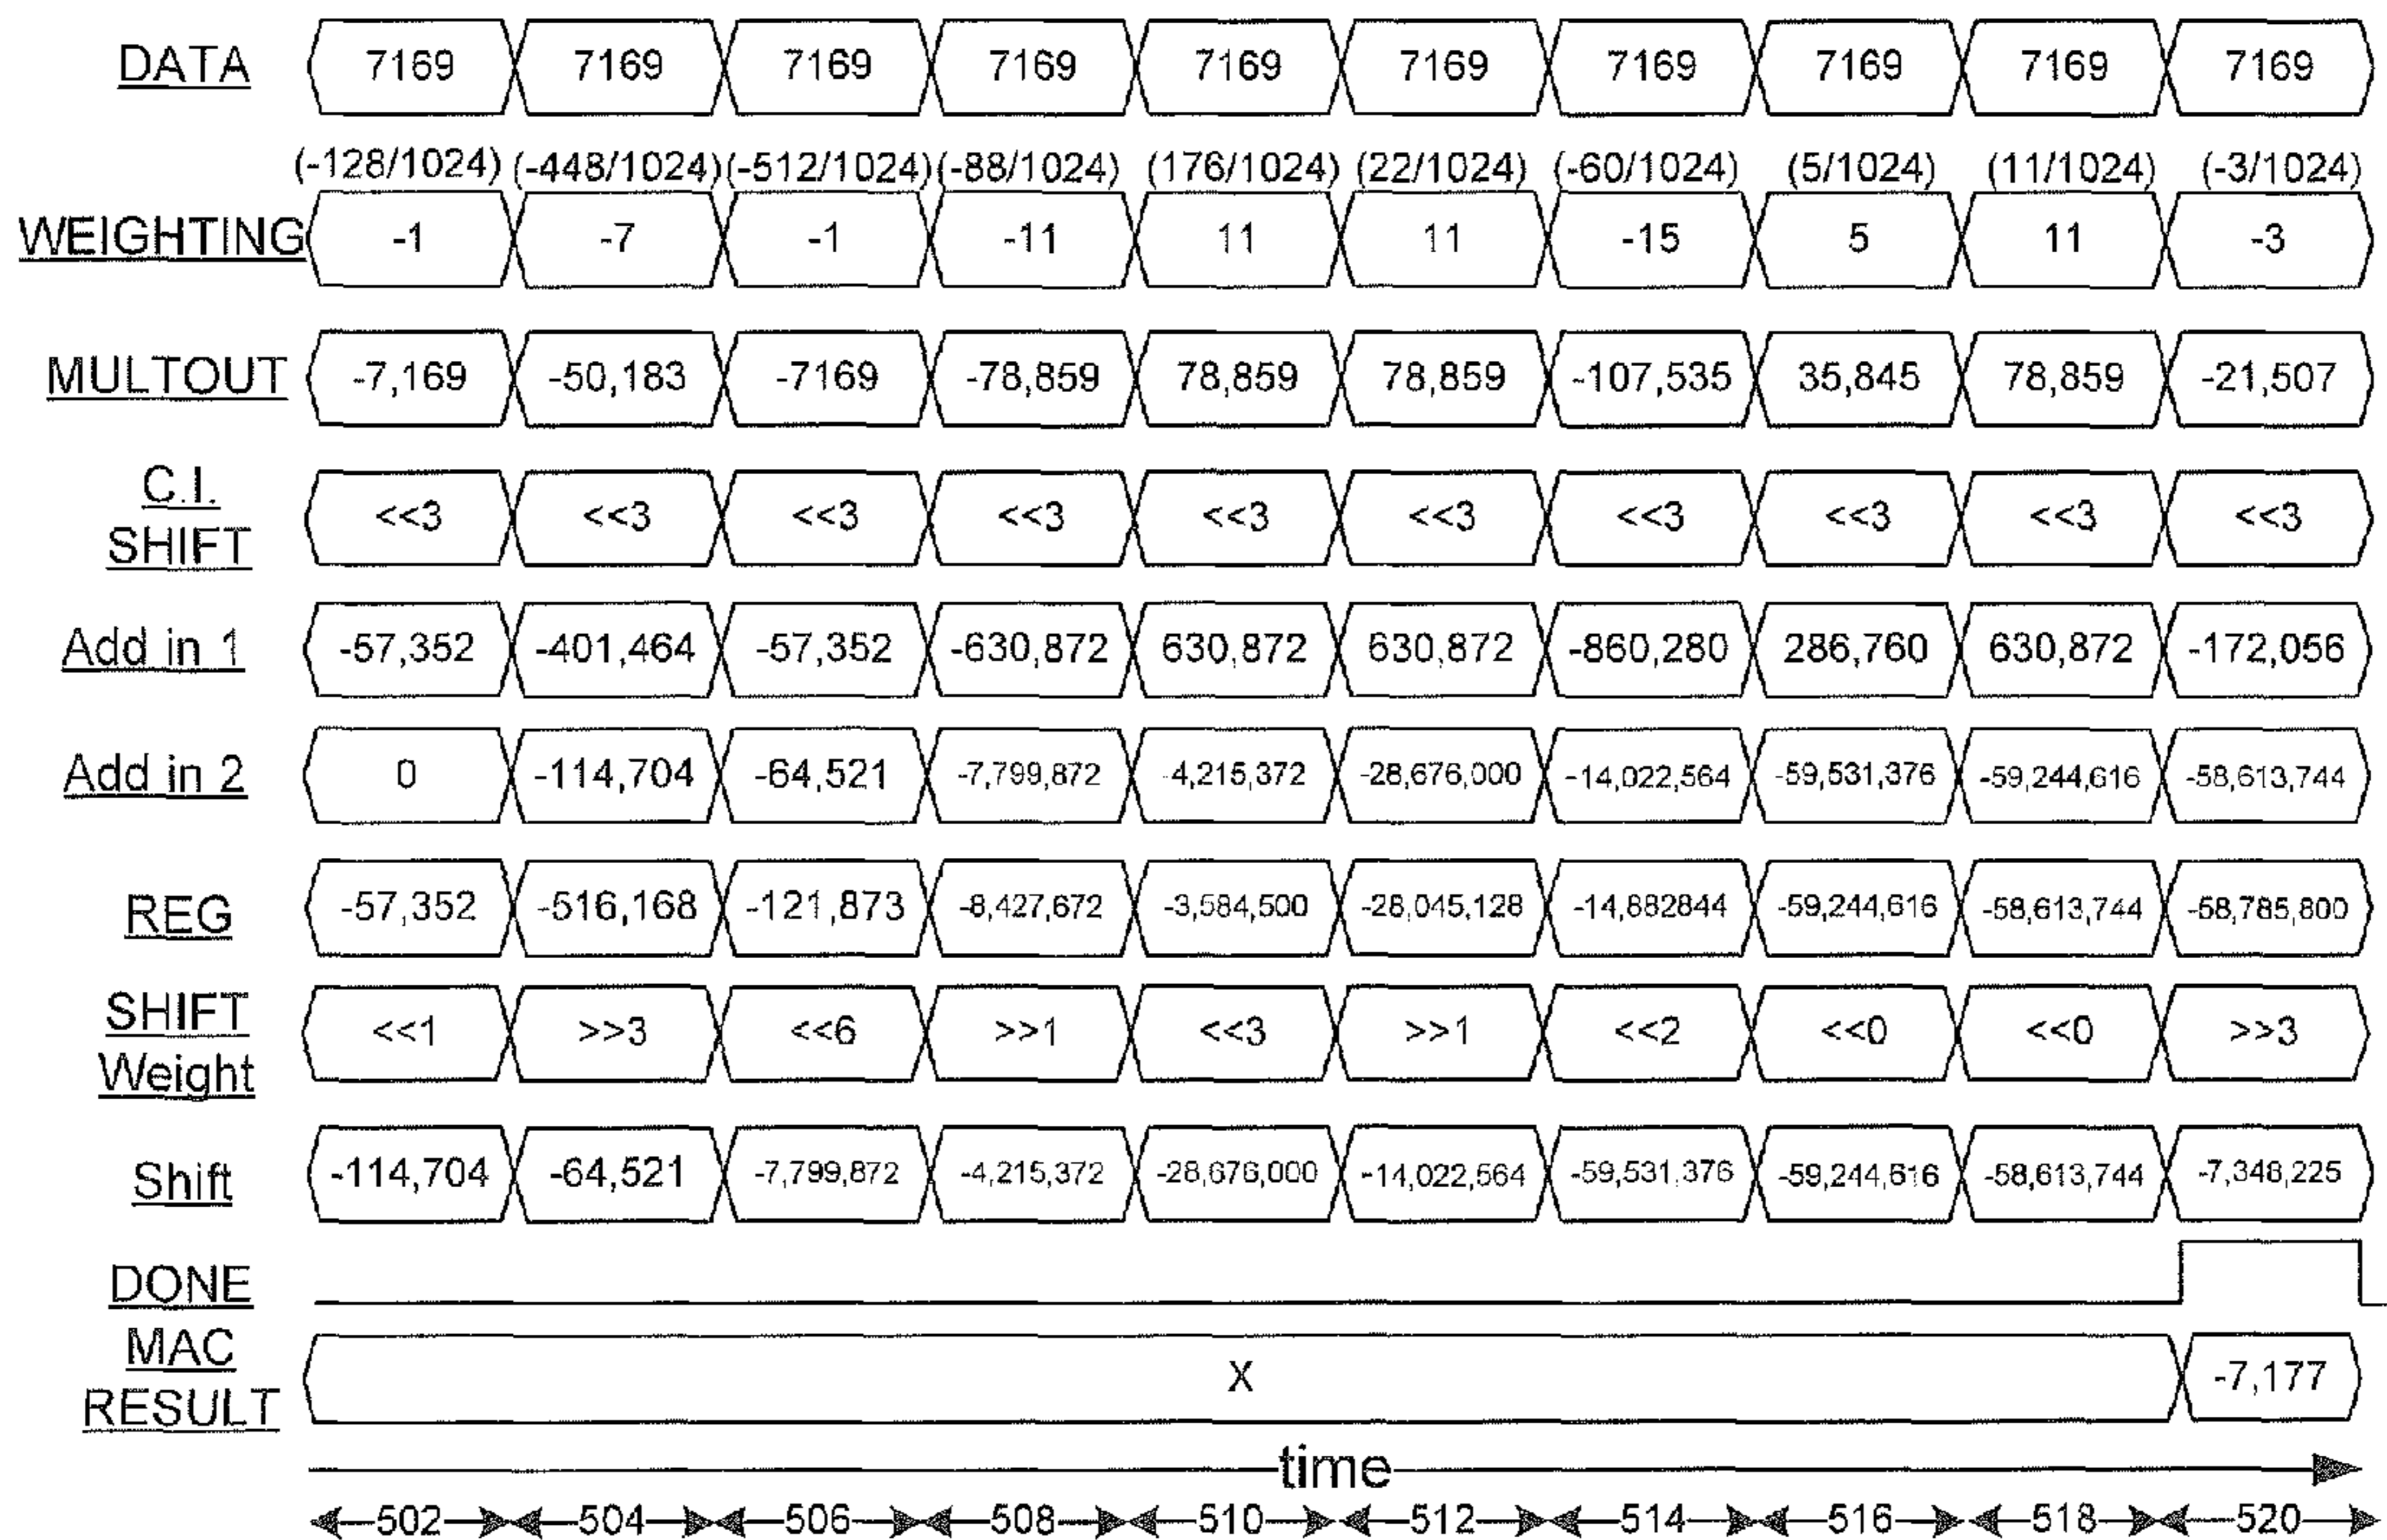 DATA 7169 7169 7169 7169 7169 7169 7169 7169 7169 7169
(-128/1024) (-448/1024) (-512/1024) (-88/1024) (176/1024) (22/1024) (-60/1024) (5/1024) (11/1024) (-3/1024)
WEIGHTING -1 -7 -1 -11 11 11 -15 5 11 -3
MULTOUT -7,169 -50,183 -7169 -78,859 78,859 78,859 -107,535 35,845 78,859 -21,507
C.I.
SHIFT <<3 <<3 <<3 <<3 <<3 <<3 <<3 <<3 <<3 <<3
Add in 1 -57,352 -401,464 -57,352 -630,872 630,872 630,872 -860,280 286,760 630,872 -172,056
Add in 2 0 -114,704 -64,521 -7,799,872 -4,215,372 -28,676,000 -14,022,564 -59,531,376 -59,244,616 -58,613,744
REG -57,352 -516,168 -121,873 -8,427,672 -3,584,500 -28,045,128 -14,882844 -59,244,616 -58,613,744 -58,785,800
SHIFT
Weight <<1 >>3 <<6 >>1 <<3 >>1 <<2 <<0 <<0 >>3
Shift -114,704 -64,521 -7,799,872 -4,215,372 -28,676,000 -14,022,564 -59,531,376 -59,244,616 -58,613,744 -7,348,225
DONE
MAC
RESULT X -7,177
time
502 504 506 508 510 512 514 516 518 520